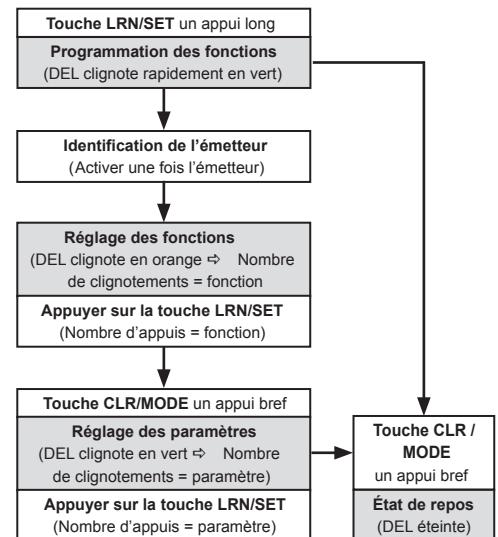 Touche LRN/SET un appui long
Programmation des fonctions
(DEL clignote rapidement en vert)
Identification de l'émetteur
(Activer une fois l'émetteur)
Réglage des fonctions
(DEL clignote en orange ⇨ Nombre
de clignotements = fonction
Appuyer sur la touche LRN/SET
(Nombre d'appuis = fonction)
Touche CLR/MODE un appui bref
Réglage des paramètres
(DEL clignote en vert ⇨ Nombre
de clignotements = paramètre)
Appuyer sur la touche LRN/SET
(Nombre d'appuis = paramètre)
Touche CLR /
MODE
un appui bref
État de repos
(DEL éteinte)